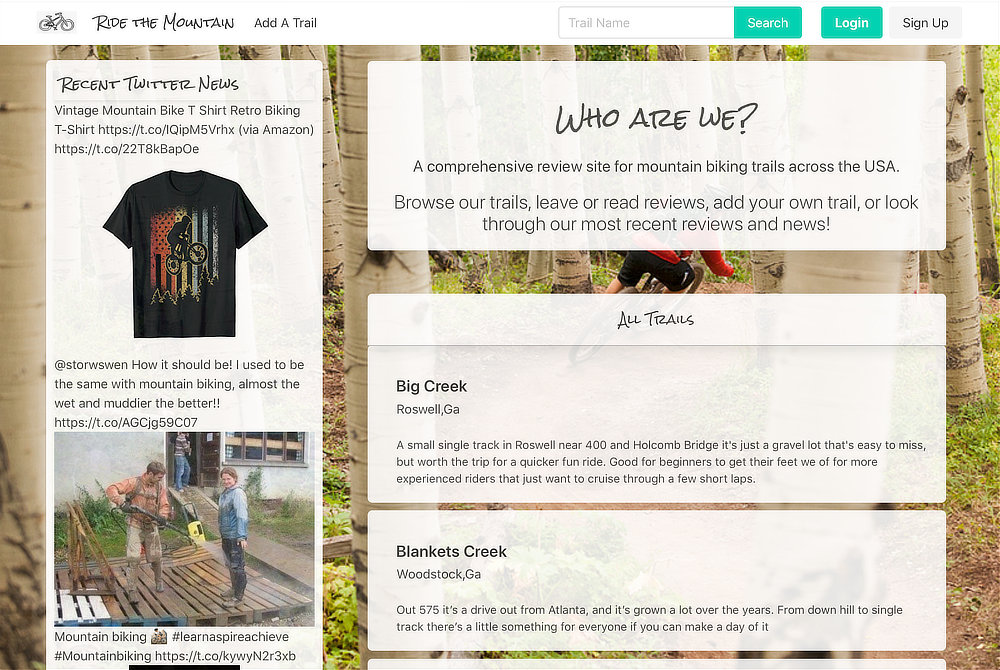 Ride the Mountain
Add A Trail
Trail Name
Search
Login
Sign Up
Recent Twitter News
Vintage Mountain Bike T Shirt Retro Biking
T-Shirt https://t.co/IQipM5Vrhx (via Amazon)
https://t.co/22T8kBapOe
@storwswen How it should be! I used to be
the same with mountain biking, almost the
wet and muddier the better!!
https://t.co/AGCjg59C07
Mountain biking 🚵 #learnaspireachieve
#Mountainbiking https://t.co/kywyN2r3xb
Who are we?
A comprehensive review site for mountain biking trails across the USA.
Browse our trails, leave or read reviews, add your own trail, or look
through our most recent reviews and news!
All Trails
Big Creek
Roswell,Ga
A small single track in Roswell near 400 and Holcomb Bridge it's just a gravel lot that's easy to miss,
but worth the trip for a quicker fun ride. Good for beginners to get their feet we of for more
experienced riders that just want to cruise through a few short laps.
Blankets Creek
Woodstock,Ga
Out 575 it’s a drive out from Atlanta, and it’s grown a lot over the years. From down hill to single
track there’s a little something for everyone if you can make a day of it